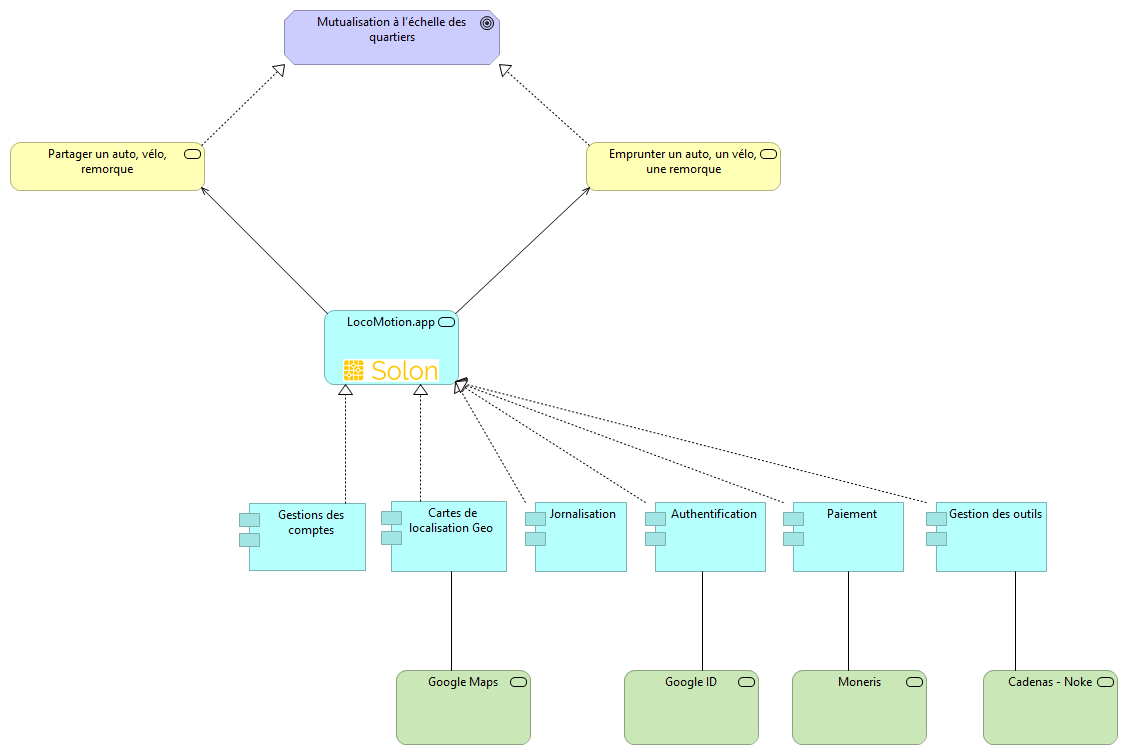 Mutualisation à l'échelle des
quartiers
Partager un auto, vélo,
remorque
Emprunter un auto, un vélo,
une remorque
LocoMotion.app
Solon
Gestions des
comptes
Cartes de
localisation Geo
Jornalisation
Authentification
Paiement
Gestion des outils
Google Maps
Google ID
Moneris
Cadenas - Noke